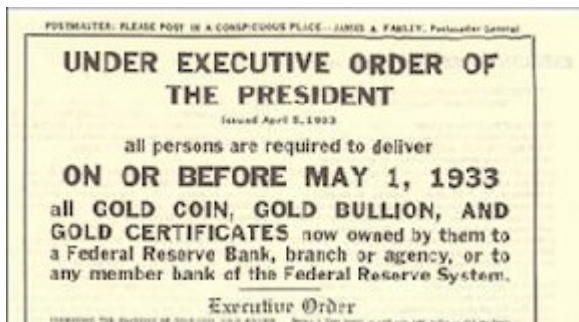 POSTMASTER: PLEASE POST IN A CONSPICUOUS PLACE.—JAMES A. FARLEY, Postmaster General
UNDER EXECUTIVE ORDER OF
THE PRESIDENT
Issued April 5, 1933
all persons are required to deliver
ON OR BEFORE MAY 1, 1933
all GOLD COIN, GOLD BULLION, AND
GOLD CERTIFICATES now owned by them to
a Federal Reserve Bank, branch or agency, or to
any member bank of the Federal Reserve System.
Executive Order